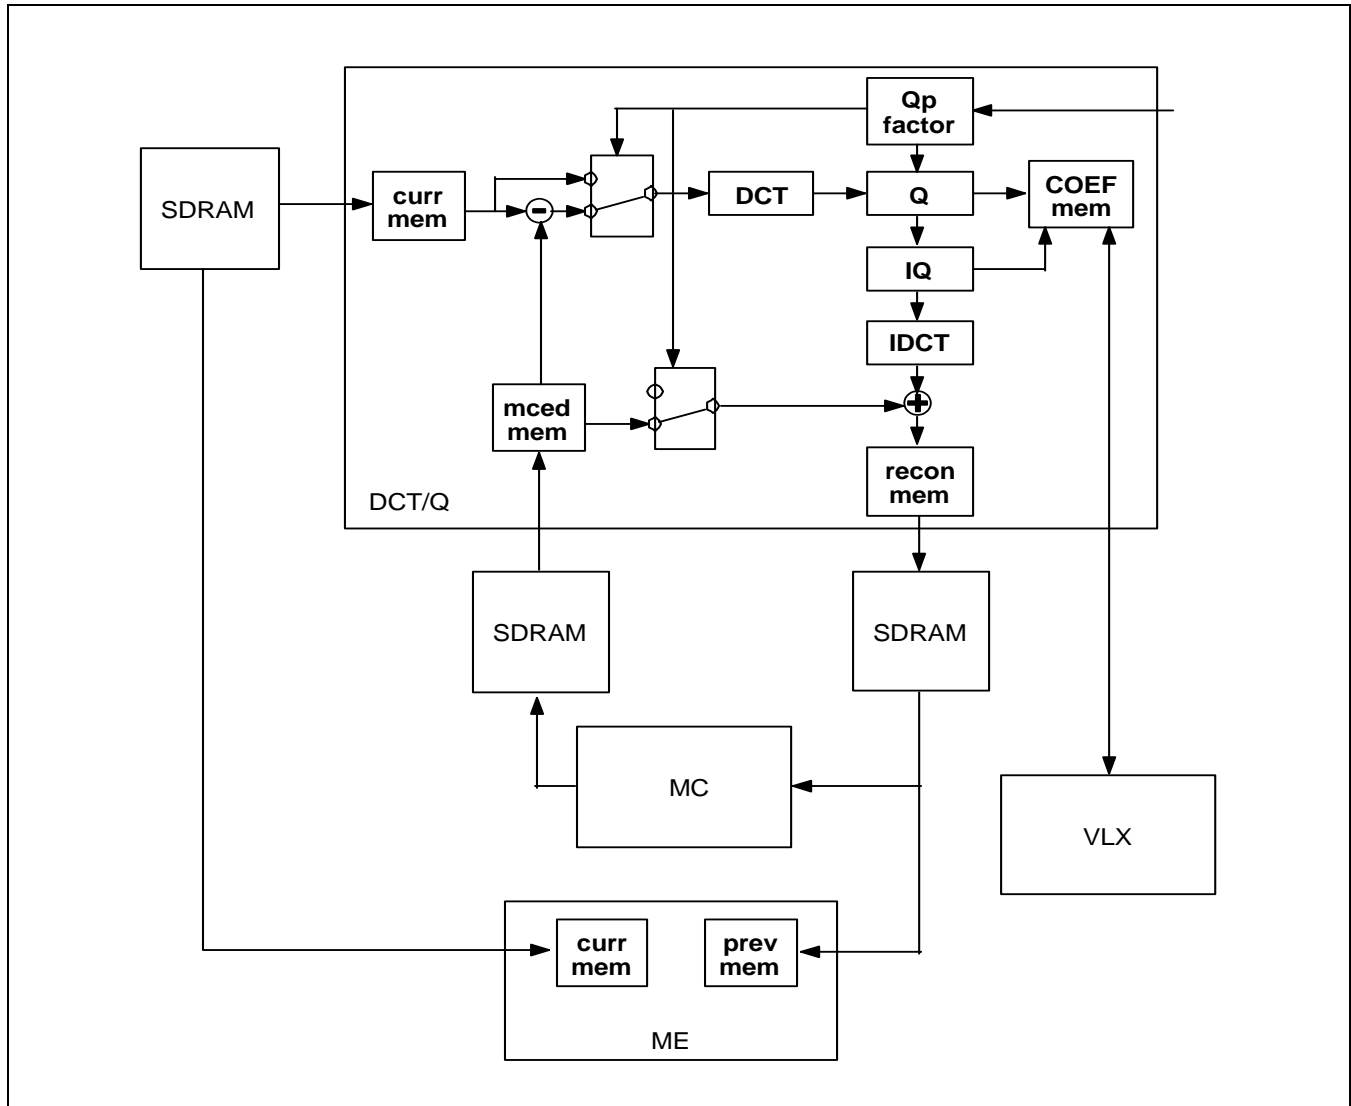 Qp
factor
SDRAM
curr
mem
DCT
Q
COEF
mem
IQ
IDCT
mced
mem
recon
mem
DCT/Q
SDRAM
SDRAM
MC
VLX
curr
mem
prev
mem
ME